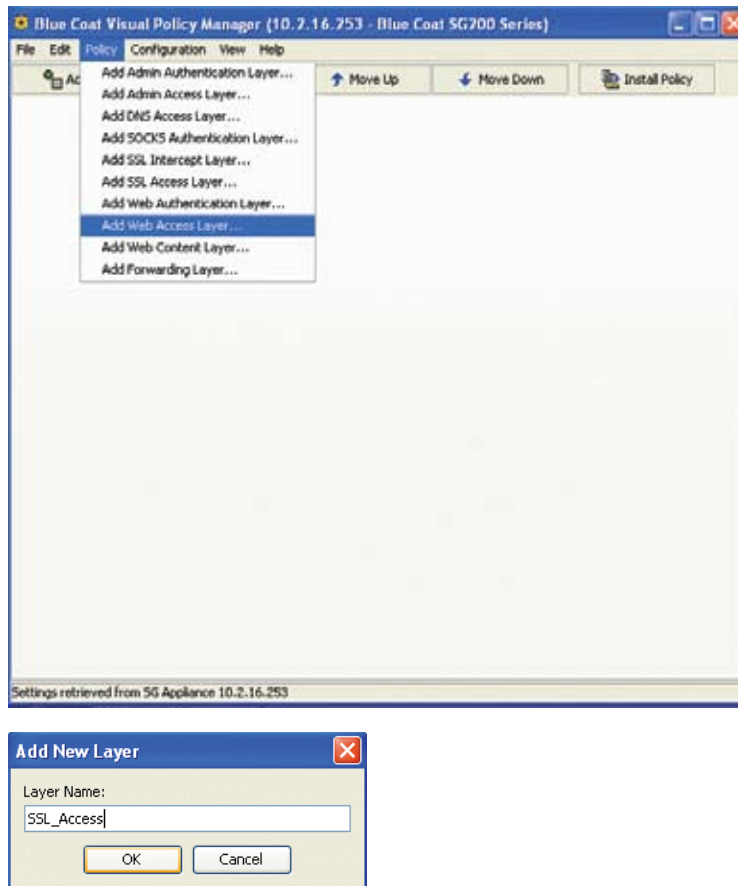 Blue Coat Visual Policy Manager (10.2.16.253 - Blue Coat SG200 Series)
File Edit Policy Configuration View Help
Move Up Move Down Install Policy
Add Admin Authentication Layer...
Add Admin Access Layer...
Add DNS Access Layer...
Add SOCKS Authentication Layer...
Add SSL Intercept Layer...
Add SSL Access Layer...
Add Web Authentication Layer...
Add Web Access Layer...
Add Web Content Layer...
Add Forwarding Layer...
Settings retrieved from SG Appliance 10.2.16.253
Add New Layer
Layer Name:
SSL_Access
OK Cancel